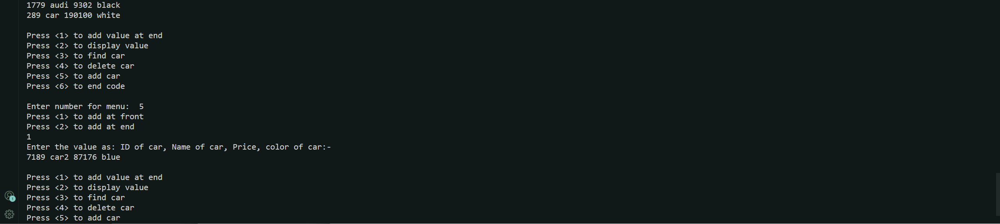 1779 audi 9302 black
289 car 190100 white
Press <1> to add value at end
Press <2> to display value
Press <3> to find car
Press <4> to delete car
Press <5> to add car
Press <6> to end code
Enter number for menu:  5
Press <1> to add at front
Press <2> to add at end
1
Enter the value as: ID of car, Name of car, Price, color of car:-
7189 car2 87176 blue
Press <1> to add value at end
Press <2> to display value
Press <3> to find car
Press <4> to delete car
Press <5> to add car
1